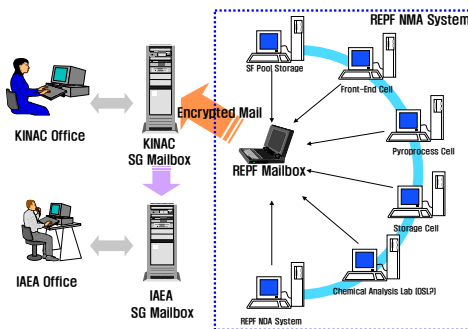 REPF NMA System
SF Pool Storage
Front-End Cell
Encrypted Mail
KINAC Office
KINAC
SG Mailbox
REPF Mailbox
Pyroprocess Cell
Storage Cell
IAEA Office
IAEA
SG Mailbox
Chemical Analysis Lab (OSLP)
REPF NDA System